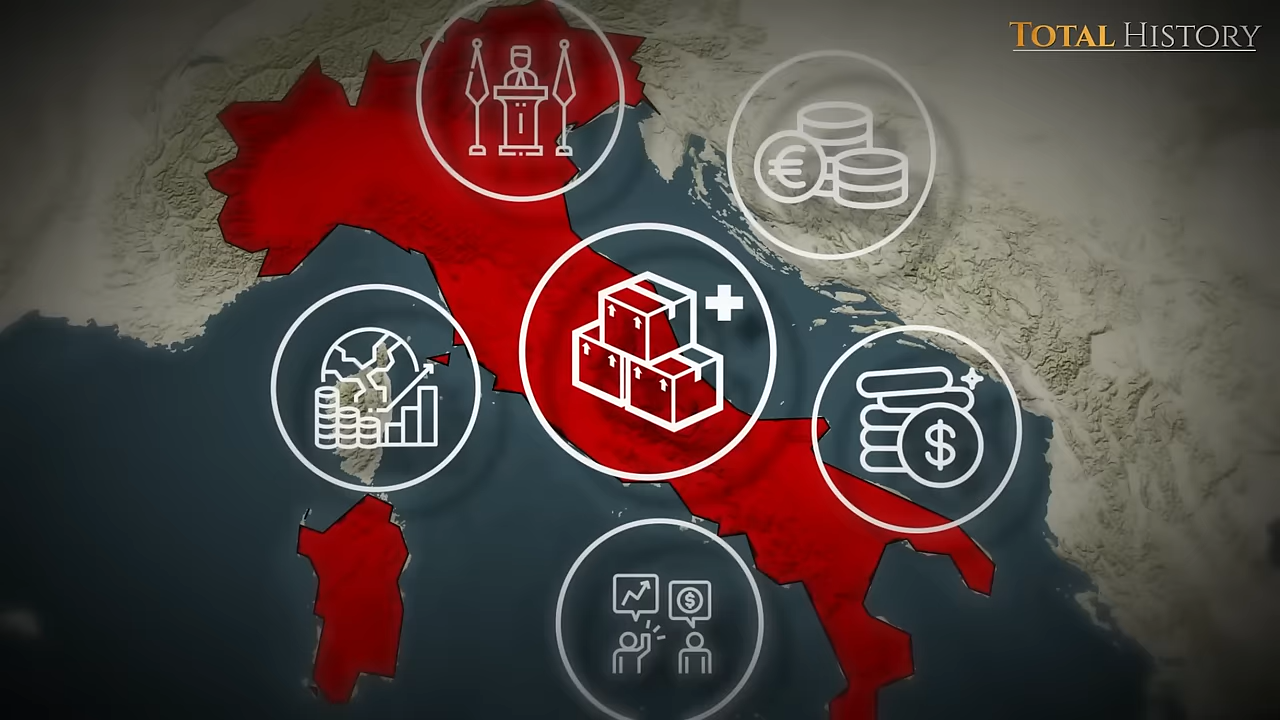 TOTAL HISTORY
€
$
$